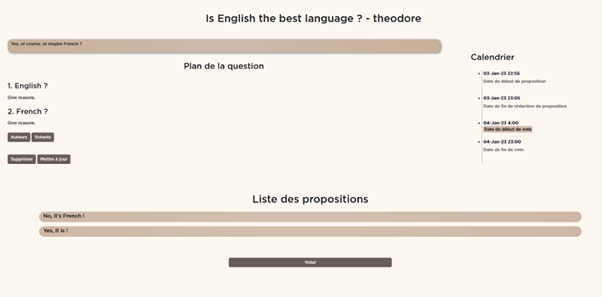 Is English the best language ? - theodore
Yes, of course, or maybe French ?
Plan de la question
1. English ?
Give reasons.
2. French ?
Give reasons.
Auteurs Votants
Supprimer Mettre à jour
Calendrier
03-Jan-23 22:56
Date de début de proposition
03-Jan-23 23:05
Date de fin de rédaction de proposition
04-Jan-23 4:00
Date de début de vote
04-Jan-23 23:00
Date de fin de vote
Liste des propositions
No, it's French !
Yes, it is !
Voter